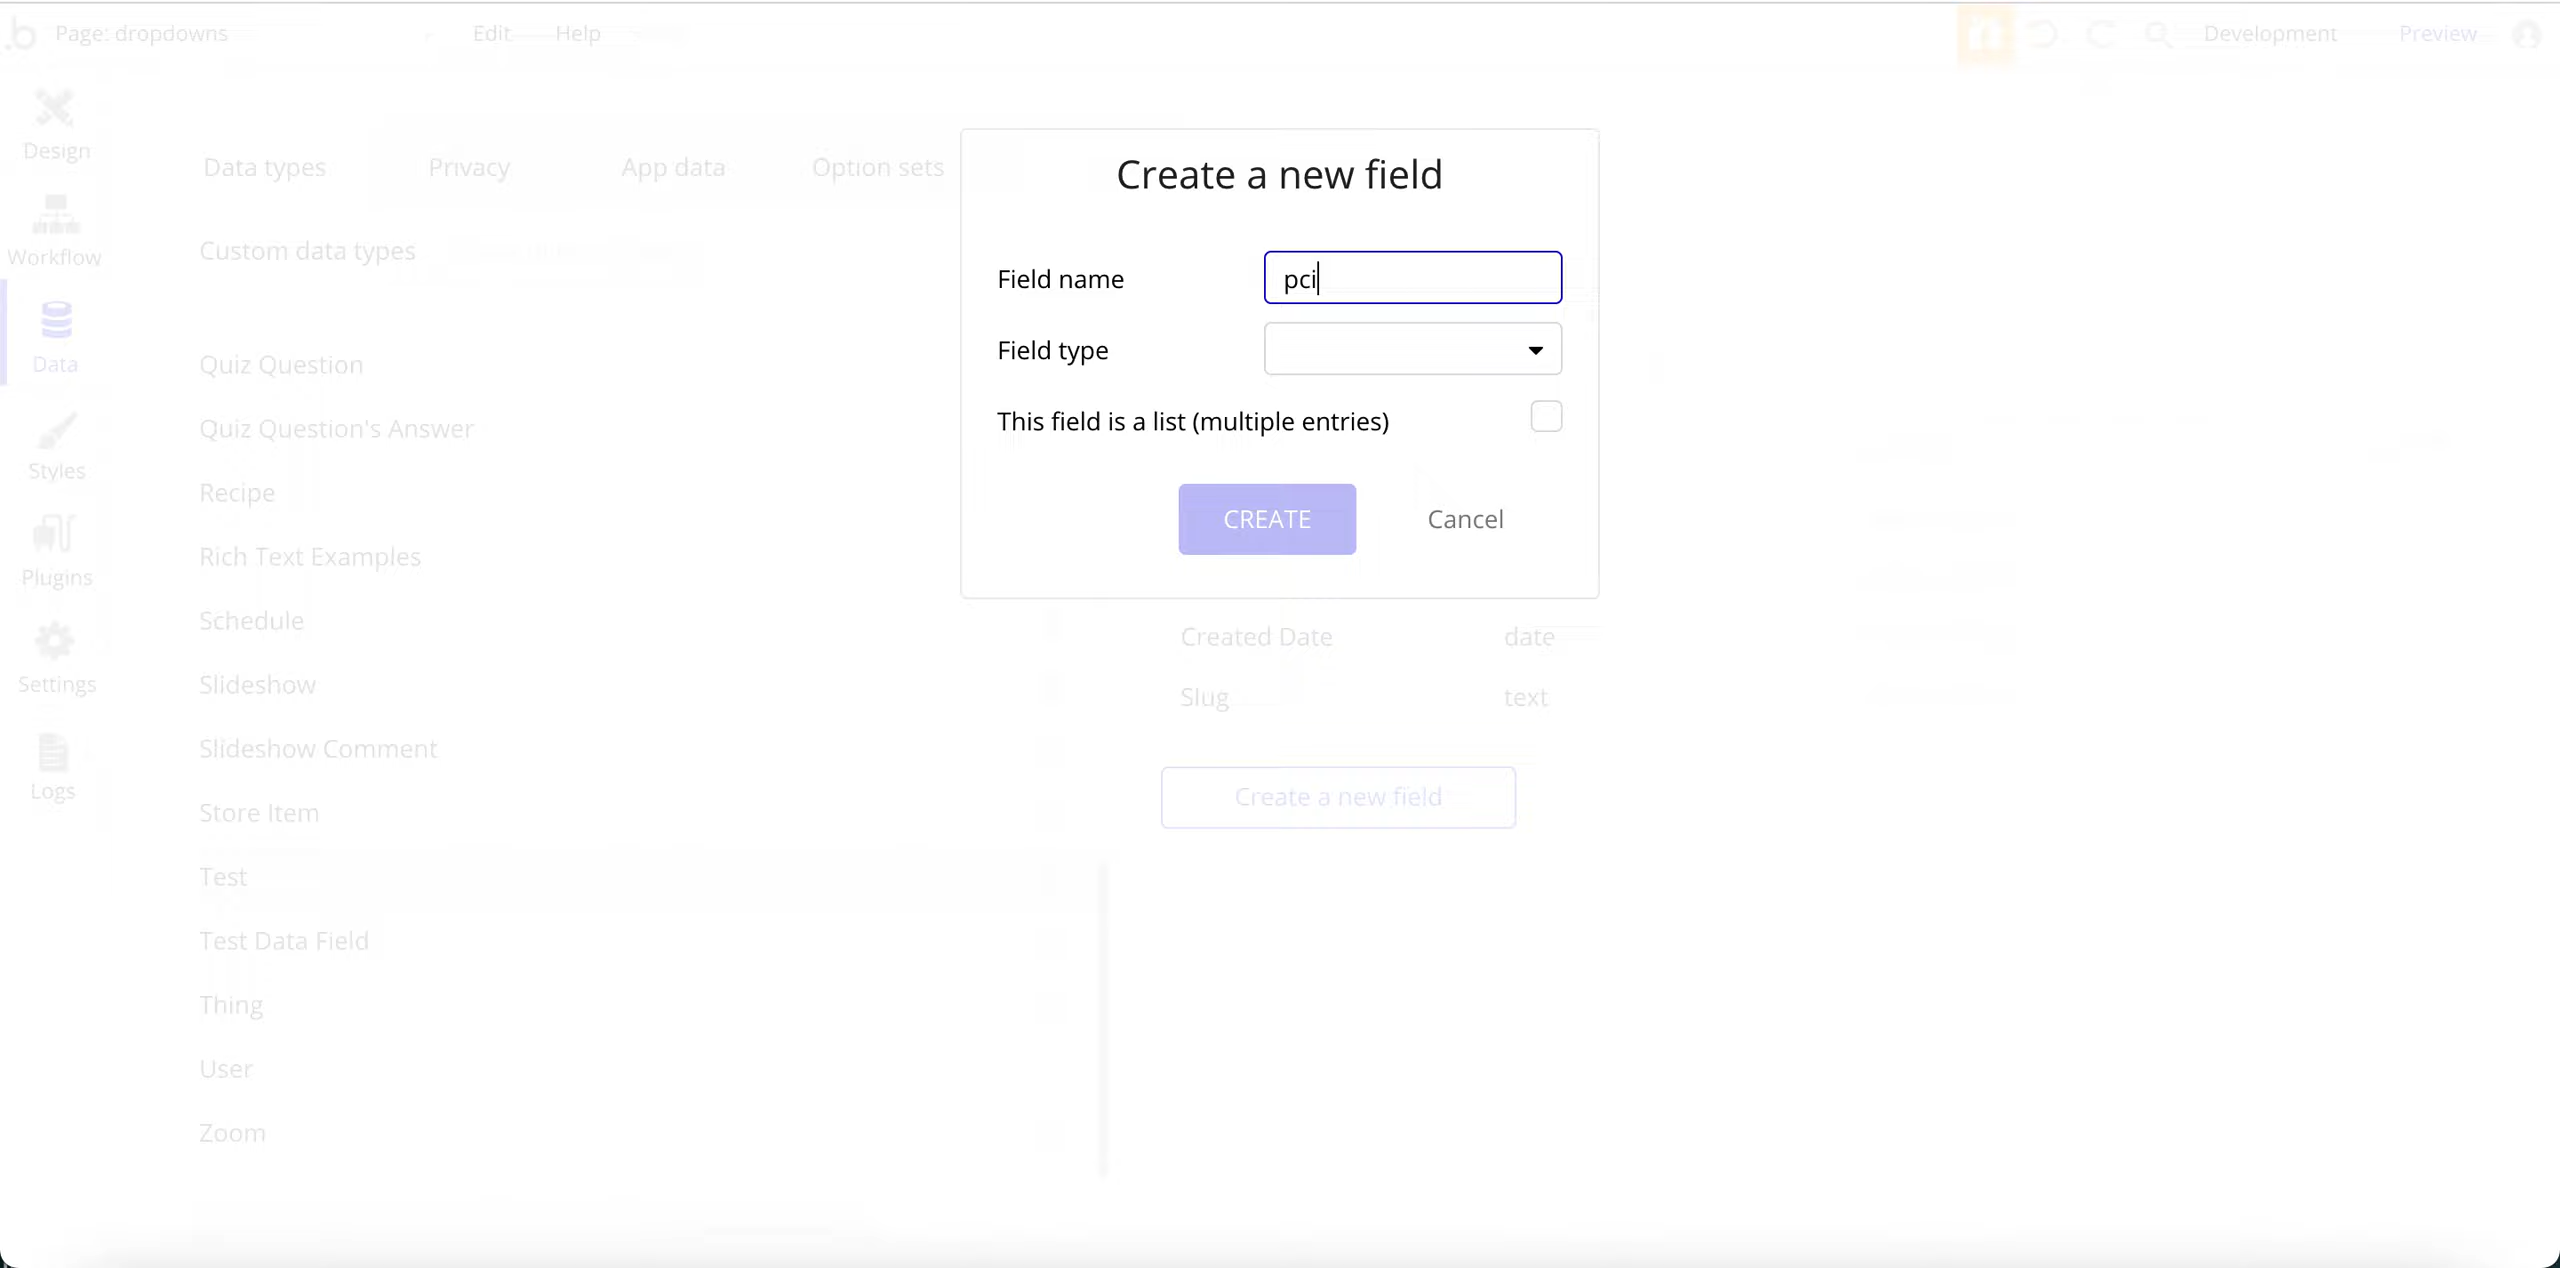 .b Page: dropdowns Edit Help Development Preview
Design
Workflow
Data
Styles
Plugins
Settings
Logs
Data types Privacy App data Option sets
Custom data types
Quiz Question
Quiz Question's Answer
Recipe
Rich Text Examples
Schedule
Slideshow
Slideshow Comment
Store Item
Test
Test Data Field
Thing
User
Zoom
Create a new field
Field name pci
Field type
This field is a list (multiple entries)
CREATE Cancel
Created Date date
Slug text
Create a new field